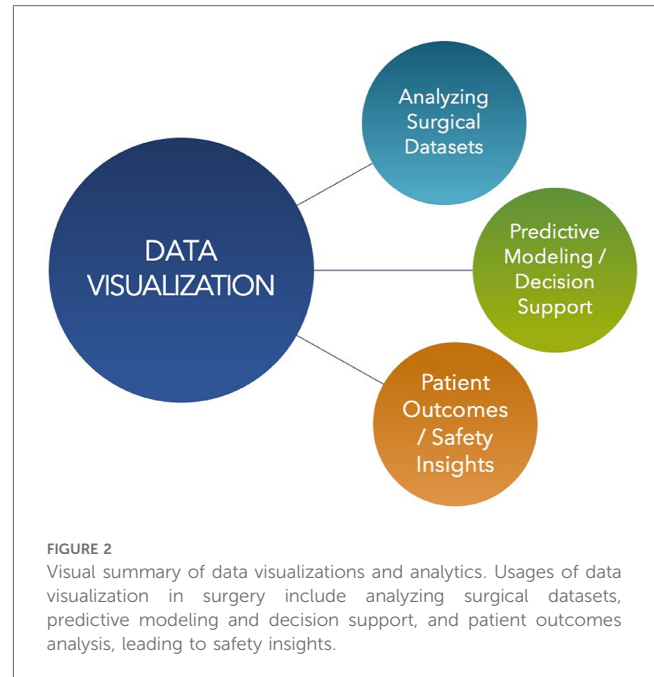 Analyzing
Surgical
Datasets
DATA
VISUALIZATION
Predictive
Modeling /
Decision
Support
Patient
Outcomes
/ Safety
Insights
FIGURE 2
Visual summary of data visualizations and analytics. Usages of data
visualization in surgery include analyzing surgical datasets,
predictive modeling and decision support, and patient outcomes
analysis, leading to safety insights.